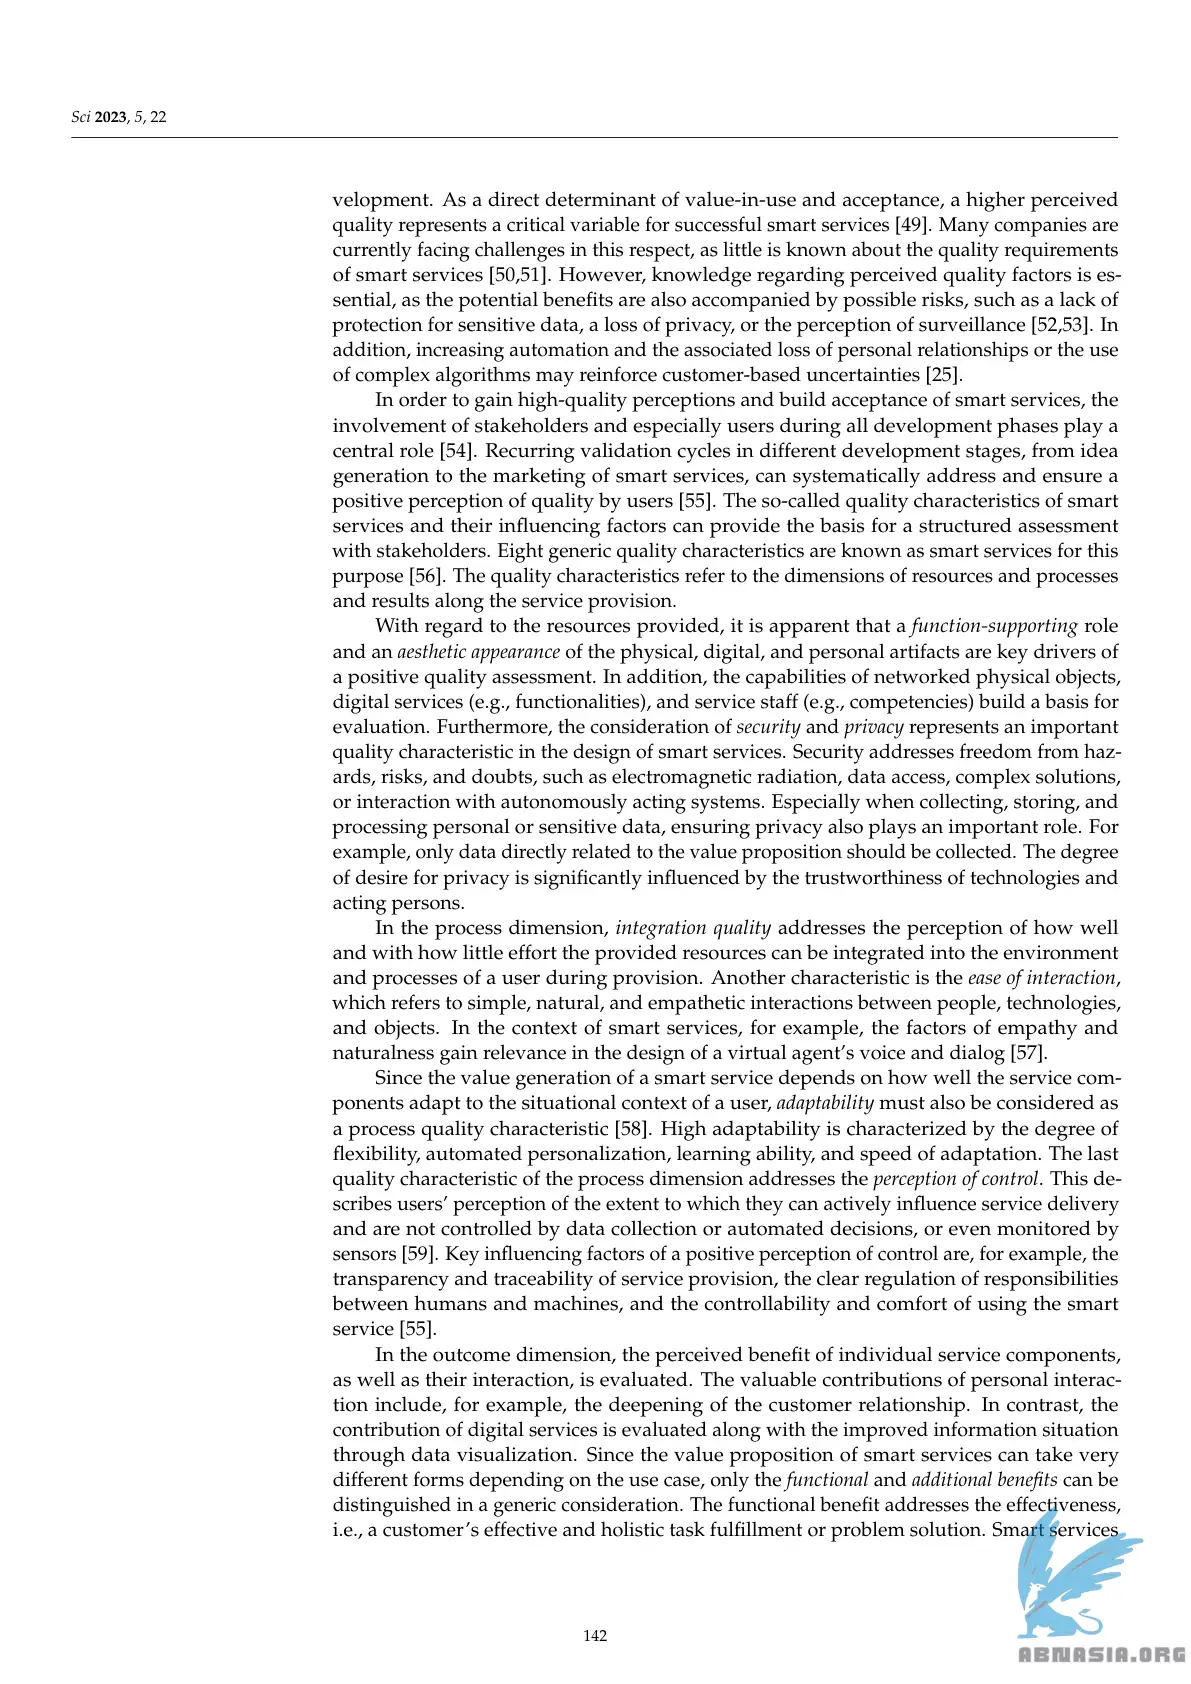 Sci 2023, 5, 22
velopment. As a direct determinant of value-in-use and acceptance, a higher perceived
quality represents a critical variable for successful smart services [49]. Many companies are
currently facing challenges in this respect, as little is known about the quality requirements
of smart services [50,51]. However, knowledge regarding perceived quality factors is es-
sential, as the potential benefits are also accompanied by possible risks, such as a lack of
protection for sensitive data, a loss of privacy, or the perception of surveillance [52,53]. In
addition, increasing automation and the associated loss of personal relationships or the use
of complex algorithms may reinforce customer-based uncertainties [25].
In order to gain high-quality perceptions and build acceptance of smart services, the
involvement of stakeholders and especially users during all development phases play a
central role [54]. Recurring validation cycles in different development stages, from idea
generation to the marketing of smart services, can systematically address and ensure a
positive perception of quality by users [55]. The so-called quality characteristics of smart
services and their influencing factors can provide the basis for a structured assessment
with stakeholders. Eight generic quality characteristics are known as smart services for this
purpose [56]. The quality characteristics refer to the dimensions of resources and processes
and results along the service provision.
With regard to the resources provided, it is apparent that a function-supporting role
and an aesthetic appearance of the physical, digital, and personal artifacts are key drivers of
a positive quality assessment. In addition, the capabilities of networked physical objects,
digital services (e.g., functionalities), and service staff (e.g., competencies) build a basis for
evaluation. Furthermore, the consideration of security and privacy represents an important
quality characteristic in the design of smart services. Security addresses freedom from haz-
ards, risks, and doubts, such as electromagnetic radiation, data access, complex solutions,
or interaction with autonomously acting systems. Especially when collecting, storing, and
processing personal or sensitive data, ensuring privacy also plays an important role. For
example, only data directly related to the value proposition should be collected. The degree
of desire for privacy is significantly influenced by the trustworthiness of technologies and
acting persons.
In the process dimension, integration quality addresses the perception of how well
and with how little effort the provided resources can be integrated into the environment
and processes of a user during provision. Another characteristic is the ease of interaction,
which refers to simple, natural, and empathetic interactions between people, technologies,
and objects. In the context of smart services, for example, the factors of empathy and
naturalness gain relevance in the design of a virtual agent's voice and dialog [57].
Since the value generation of a smart service depends on how well the service com-
ponents adapt to the situational context of a user, adaptability must also be considered as
a process quality characteristic [58]. High adaptability is characterized by the degree of
flexibility, automated personalization, learning ability, and speed of adaptation. The last
quality characteristic of the process dimension addresses the perception of control. This de-
scribes users' perception of the extent to which they can actively influence service delivery
and are not controlled by data collection or automated decisions, or even monitored by
sensors [59]. Key influencing factors of a positive perception of control are, for example, the
transparency and traceability of service provision, the clear regulation of responsibilities
between humans and machines, and the controllability and comfort of using the smart
service [55].
In the outcome dimension, the perceived benefit of individual service components,
as well as their interaction, is evaluated. The valuable contributions of personal interac-
tion include, for example, the deepening of the customer relationship. In contrast, the
contribution of digital services is evaluated along with the improved information situation
through data visualization. Since the value proposition of smart services can take very
different forms depending on the use case, only the functional and additional benefits can be
distinguished in a generic consideration. The functional benefit addresses the effectiveness,
i.e., a customer's effective and holistic task fulfillment or problem solution. Smart services
142
ABNASIA.ORG